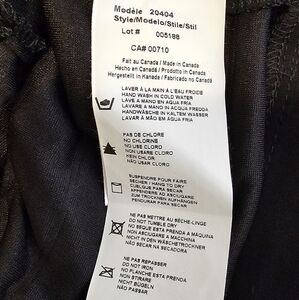 Modèle 20404
Style/Modelo/Stile/Stil
Lot # 005188
CA# 00710
Fait au Canada / Made in Canada
Hecho en Canadá / Prodotto in Canada
Hergestellt in Kanada / Fabricado no Canadá
LAVER À LA MAIN À L'EAU FROIDE
HAND WASH IN COLD WATER
LAVE A MANO EN AGUA FRIA
LAVARE A MANO IN ACQUA FREDDA
HANDWÄSCHE IN KALTEM WASSER
LAVAR À MÃO EM ÁGUA FRIA
PAS DE CHLORE
NO CHLORINE
NO USE CLORO
NON USARE CLORO
KEIN CHLOR
NÃO USAR CLORO
SUSPENDRE POUR FAIRE
SÉCHER / HANG TO DRY
CUELGUE PARA SECAR
APPENDERE AD ASCIUGARE
ZUM TROCKNEN AUFHÄNGEN
PENDURAR PARA SECAR
NE PAS METTRE AU SÈCHE-LINGE
DO NOT TUMBLE DRY
NO SEQUE ESTA PRENDA A MÁQUINA
NON ASCIUGARE A MACCHINA
NICHT IN DEN WÄSCHETROCKNER
NÃO SECAR NA MÁQUINA
NE PAS REPASSER
DO NOT IRON
NO PLANCHE ESTA PRENDA
NON STIRARE
NICHT BÜGELN
NÃO PASSAR